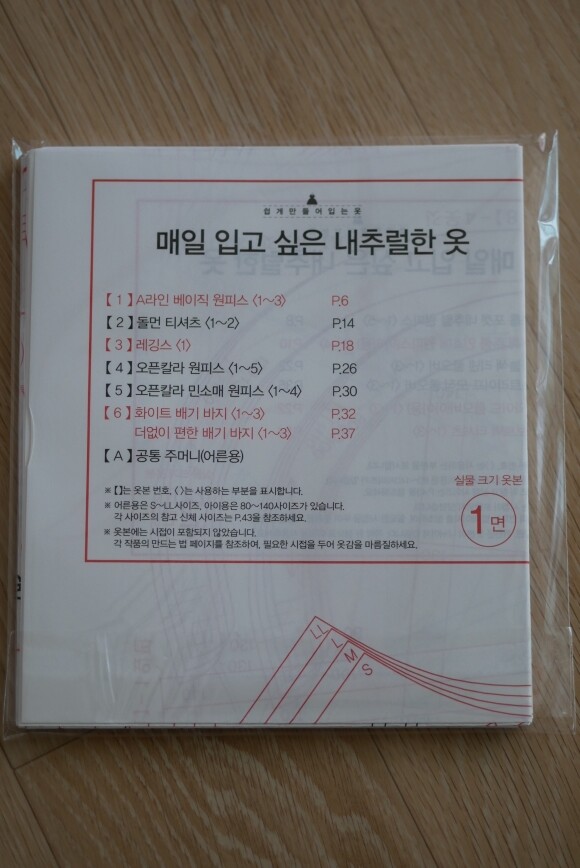 쉽게만들어입는옷
매일 입고 싶은 내추럴한 옷
【1】A라인 베이직 원피스 〈1~3〉 P.6
【2】돌먼 티셔츠 〈1~2〉 P.14
【3】레깅스 〈1〉 P.18
【4】오픈칼라 원피스 〈1~5〉 P.26
【5】오픈칼라 민소매 원피스 〈1~4〉 P.30
【6】화이트 배기 바지 〈1~3〉 P.32
더없이 편한 배기 바지 〈1~3〉 P.37
【A】공통 주머니(어른용)
※【】는 옷본 번호, 〈 〉는 사용하는 부분을 표시합니다.
※ 어른용은 S~LL사이즈, 아이용은 80~140사이즈가 있습니다.
각 사이즈의 참고 신체 사이즈는 P.43을 참조하세요.
※ 옷본에는 시접이 포함되지 않았습니다.
각 작품의 만드는 법 페이지를 참조하여, 필요한 시접을 두어 옷감을 마름질하세요.
실물 크기 옷본
1면
LL
L
M
S